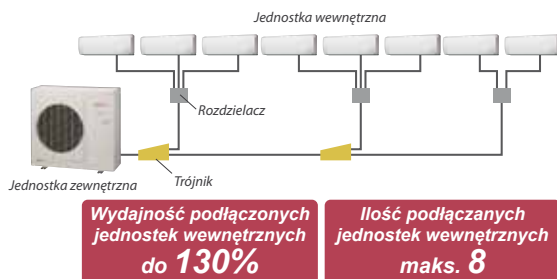 Jednostka wewnętrzna
Rozdzielacz
Jednostka zewnętrzna
Trójnik
Wydajność podłączonych
jednostek wewnętrznych
do 130%
Ilość podłączanych
jednostek wewnętrznych
maks. 8